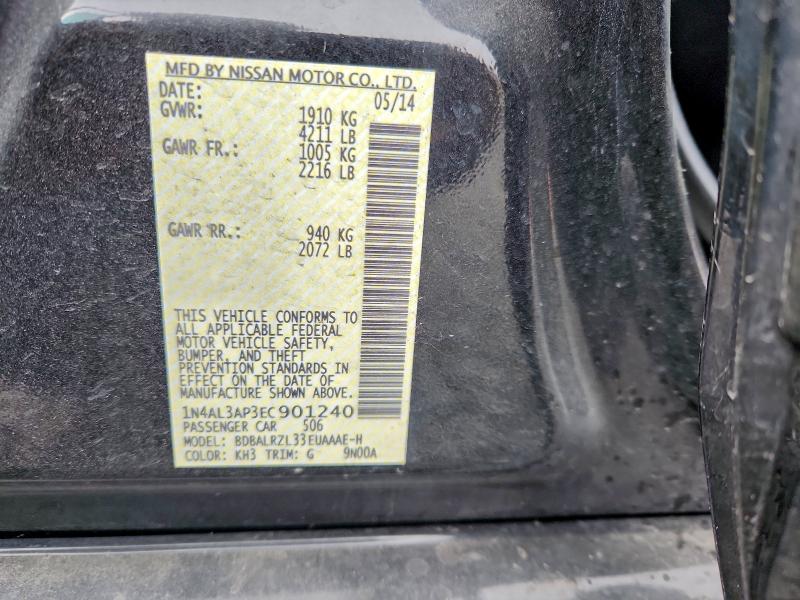 MFD BY NISSAN MOTOR CO., LTD.
DATE: 05/14
GVWR: 1910 KG
4211 LB
GAWR FR.: 1005 KG
2216 LB
GAWR RR.: 940 KG
2072 LB
THIS VEHICLE CONFORMS TO
ALL APPLICABLE FEDERAL
MOTOR VEHICLE SAFETY,
BUMPER, AND THEFT
PREVENTION STANDARDS IN
EFFECT ON THE DATE OF
MANUFACTURE SHOWN ABOVE.
1N4AL3AP3EC901240
PASSENGER CAR 506
MODEL: BDBALRZL33EUAAAE-H
COLOR: KH3 TRIM: G 9N00A